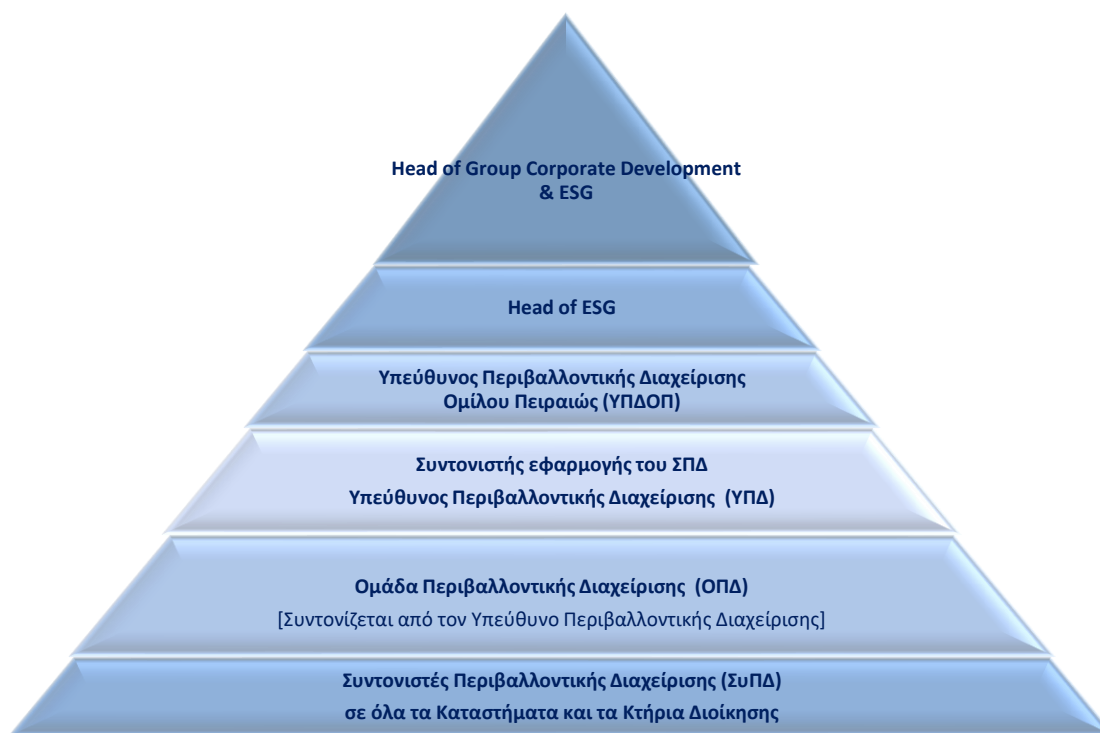 Head of Group Corporate Development
& ESG
Head of ESG
Υπεύθυνος Περιβαλλοντικής Διαχείρισης
Ομίλου Πειραιώς (ΥΠΔΟΠ)
Συντονιστής εφαρμογής του ΣΠΔ
Υπεύθυνος Περιβαλλοντικής Διαχείρισης (ΥΠΔ)
Ομάδα Περιβαλλοντικής Διαχείρισης (ΟΠΔ)
[Συντονίζεται από τον Υπεύθυνο Περιβαλλοντικής Διαχείρισης]
Συντονιστές Περιβαλλοντικής Διαχείρισης (ΣυΠΔ)
σε όλα τα Καταστήματα και τα Κτήρια Διοίκησης